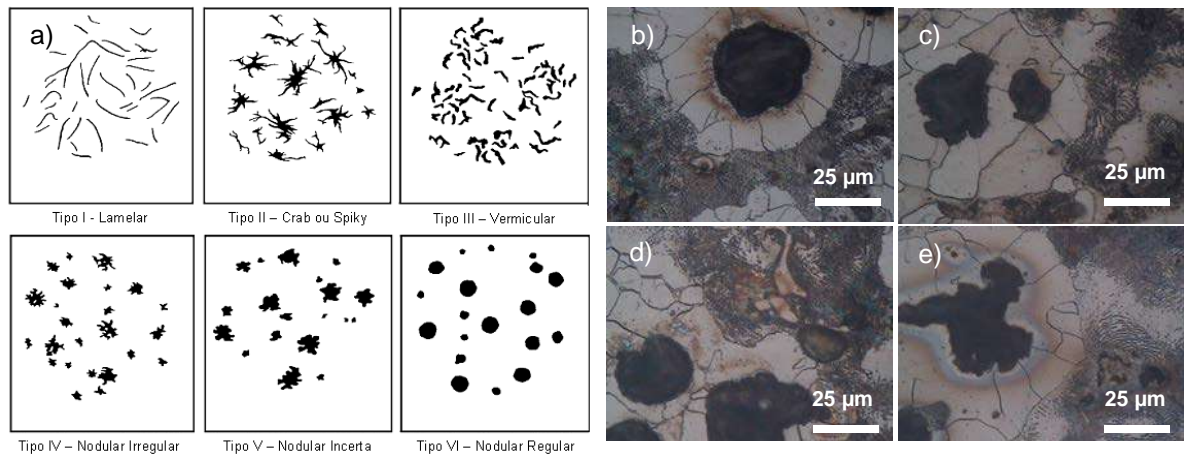 a)
Tipo I - Lamelar
Tipo II – Crab ou Spiky
Tipo III – Vermicular
Tipo IV – Nodular Irregular
Tipo V – Nodular Incerta
Tipo VI – Nodular Regular
b)
25 µm
c)
25 µm
d)
25 µm
e)
25 µm